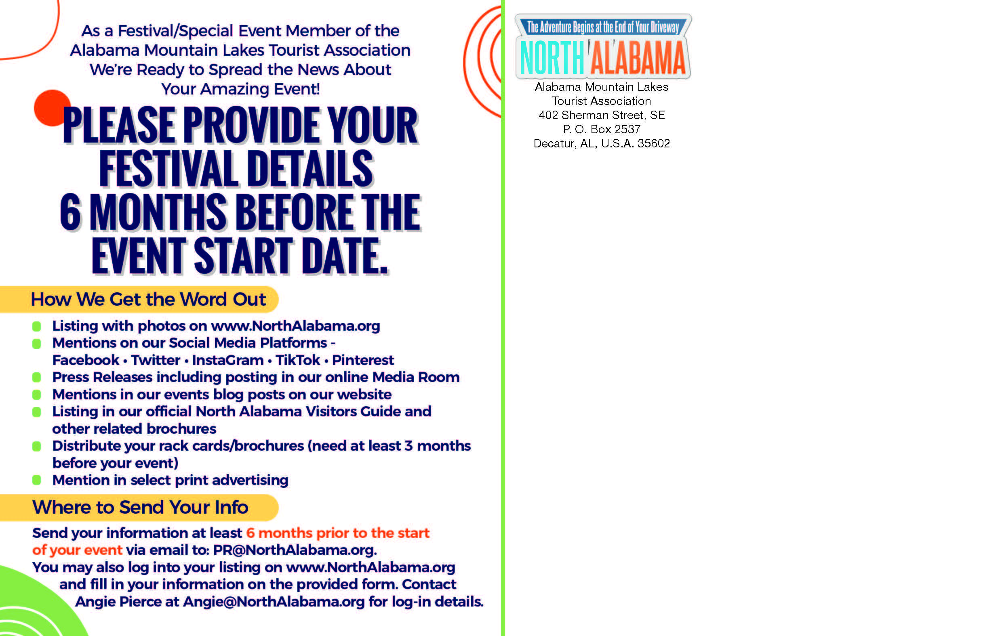 As a Festival/Special Event Member of the
Alabama Mountain Lakes Tourist Association
We're Ready to Spread the News About
Your Amazing Event!
PLEASE PROVIDE YOUR
FESTIVAL DETAILS
6 MONTHS BEFORE THE
EVENT START DATE.
How We Get the Word Out
Listing with photos on www.NorthAlabama.org
Mentions on our Social Media Platforms -
Facebook • Twitter • InstaGram • TikTok • Pinterest
Press Releases including posting in our online Media Room
Mentions in our events blog posts on our website
Listing in our official North Alabama Visitors Guide and
other related brochures
Distribute your rack cards/brochures (need at least 3 months
before your event)
Mention in select print advertising
Where to Send Your Info
Send your information at least 6 months prior to the start
of your event via email to: PR@NorthAlabama.org.
You may also log into your listing on www.NorthAlabama.org
and fill in your information on the provided form. Contact
Angie Pierce at Angie@NorthAlabama.org for log-in details.
The Adventure Begins at the End of Your Driveway
NORTH ALABAMA
Alabama Mountain Lakes
Tourist Association
402 Sherman Street, SE
P. O. Box 2537
Decatur, AL, U.S.A. 35602